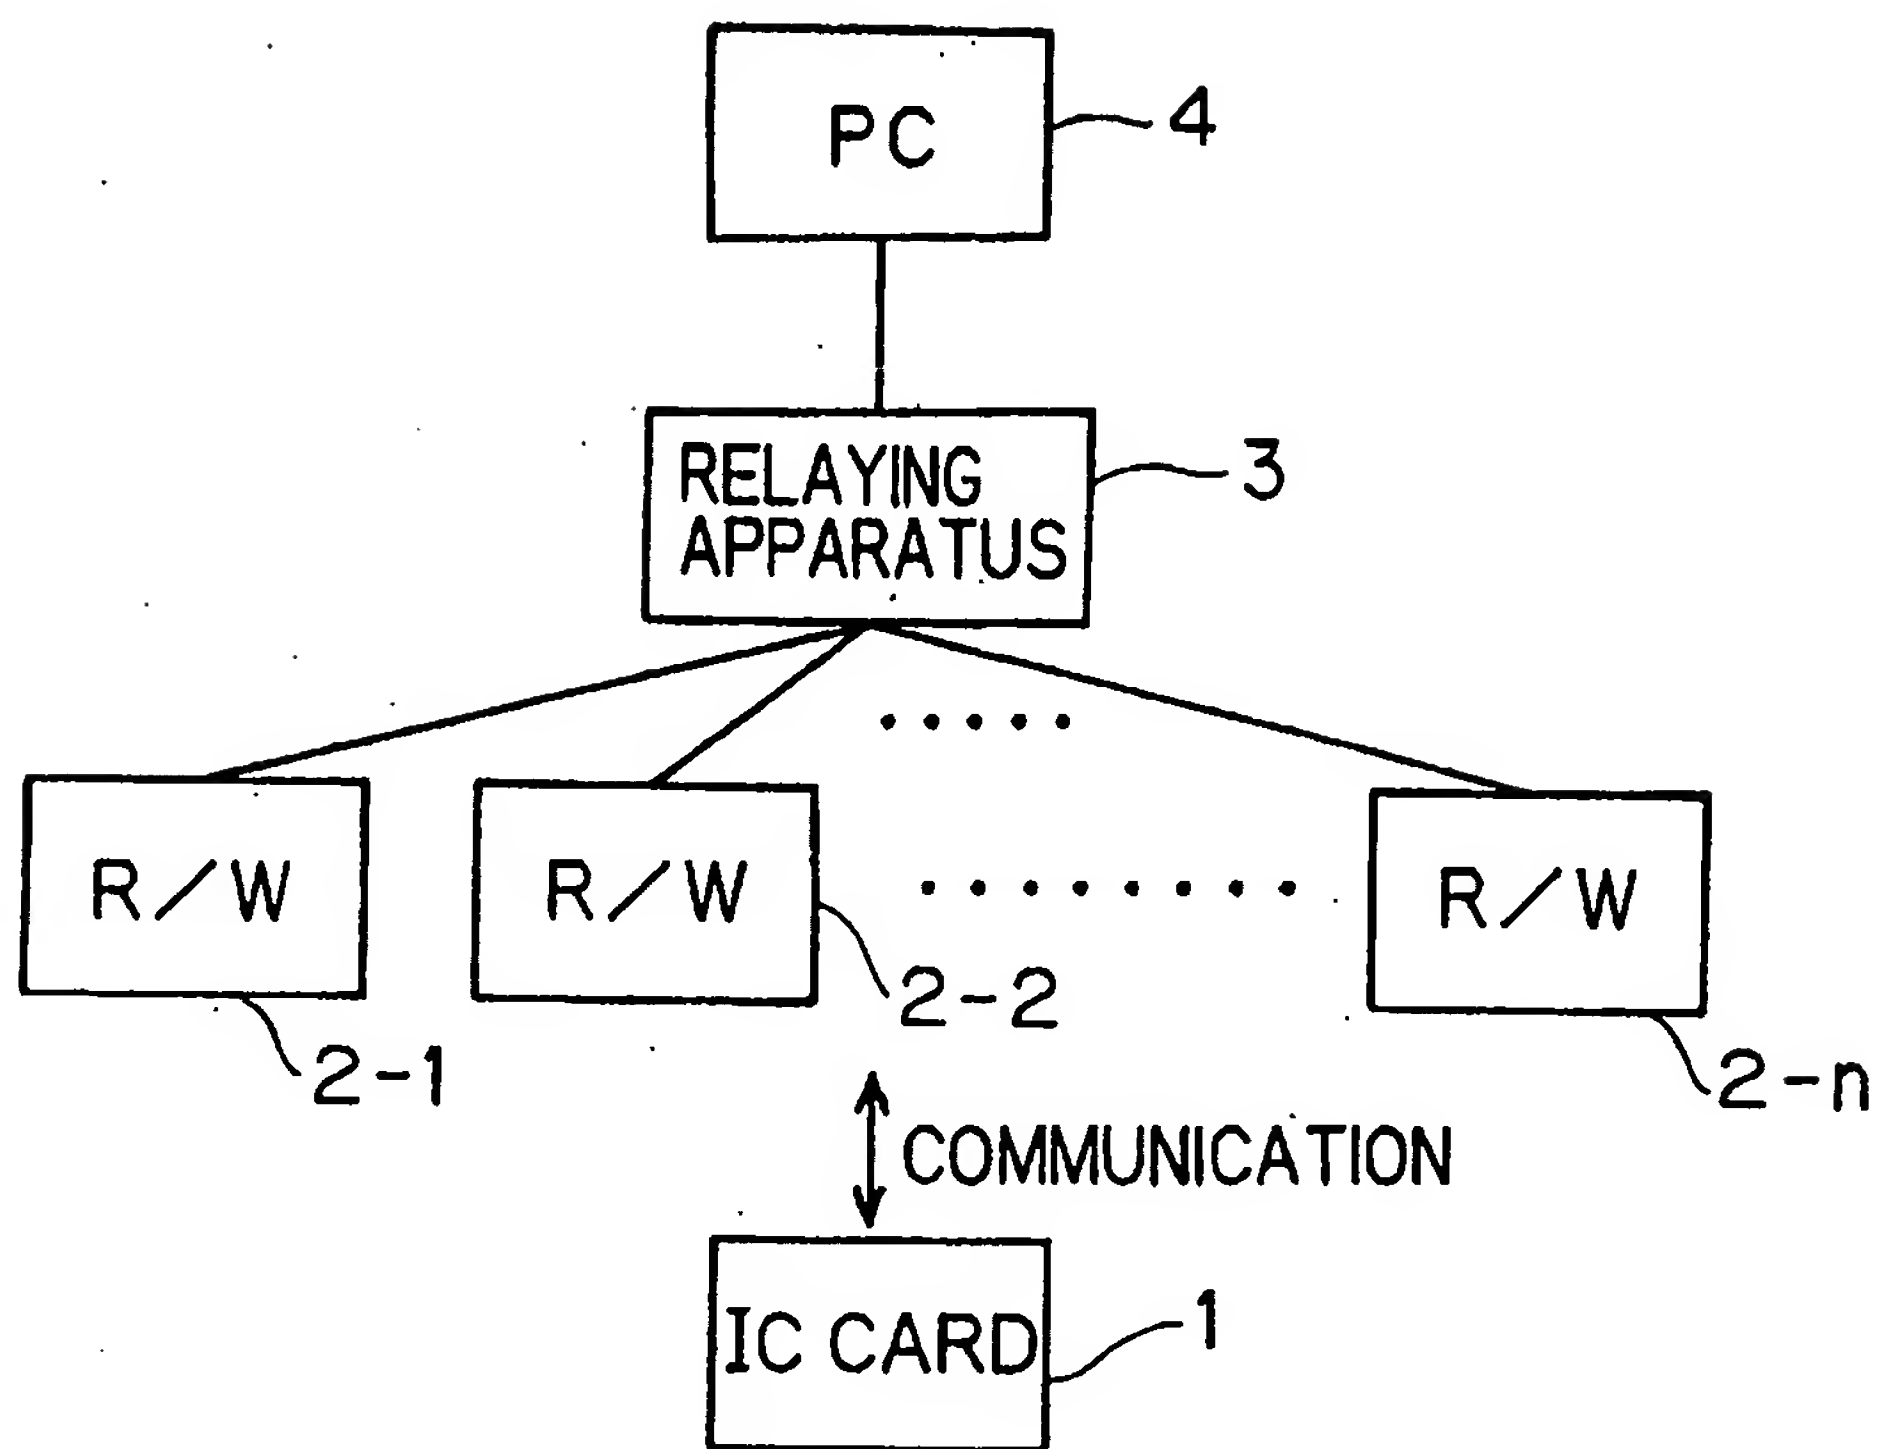 PC
4
RELAYING
APPARATUS
3
R/W
R/W
R/W
2-1
2-2
2-n
COMMUNICATION
IC CARD
1